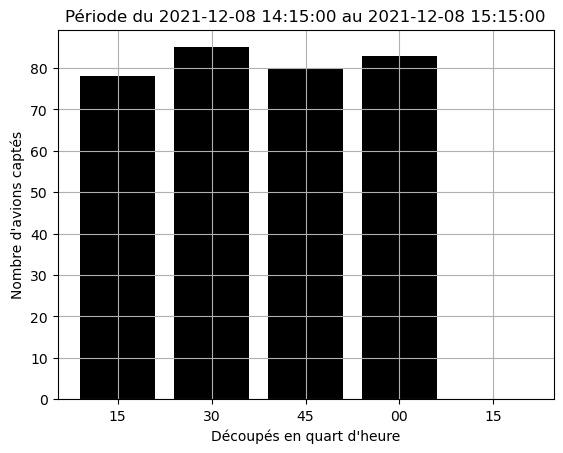 Période du 2021-12-08 14:15:00 au 2021-12-08 15:15:00
Nombre d'avions captés
80
70
60
50
40
30
20
10
0
15 30 45 00 15
Découpés en quart d'heure